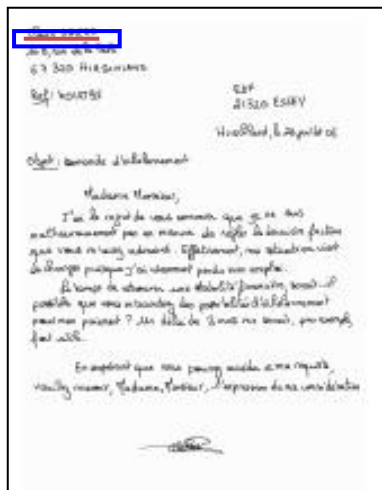 67320 HIRSCHLAND
Réf:
EDF
21320 ESSEY
Hirschland, le 26 juillet 06
Objet : Demande d'échelonnement
Madame, Monsieur,
J'ai le regret de vous annoncer que je ne suis
malheureusement pas en mesure de régler la dernière facture
que vous m'avez adressée. Effectivement, ma situation vient
de changer puisque j'ai récemment perdu mon emploi.
Le temps de retrouver une stabilité financière, serait-il
possible que vous m'accordiez des possibilités d'échelonnement
pour mon paiement ? Un délai de 3 mois me serait, par exemple,
fort utile.
En espérant que vous pourrez accéder à ma requête,
veuillez recevoir, Madame, Monsieur, l'expression de ma considération